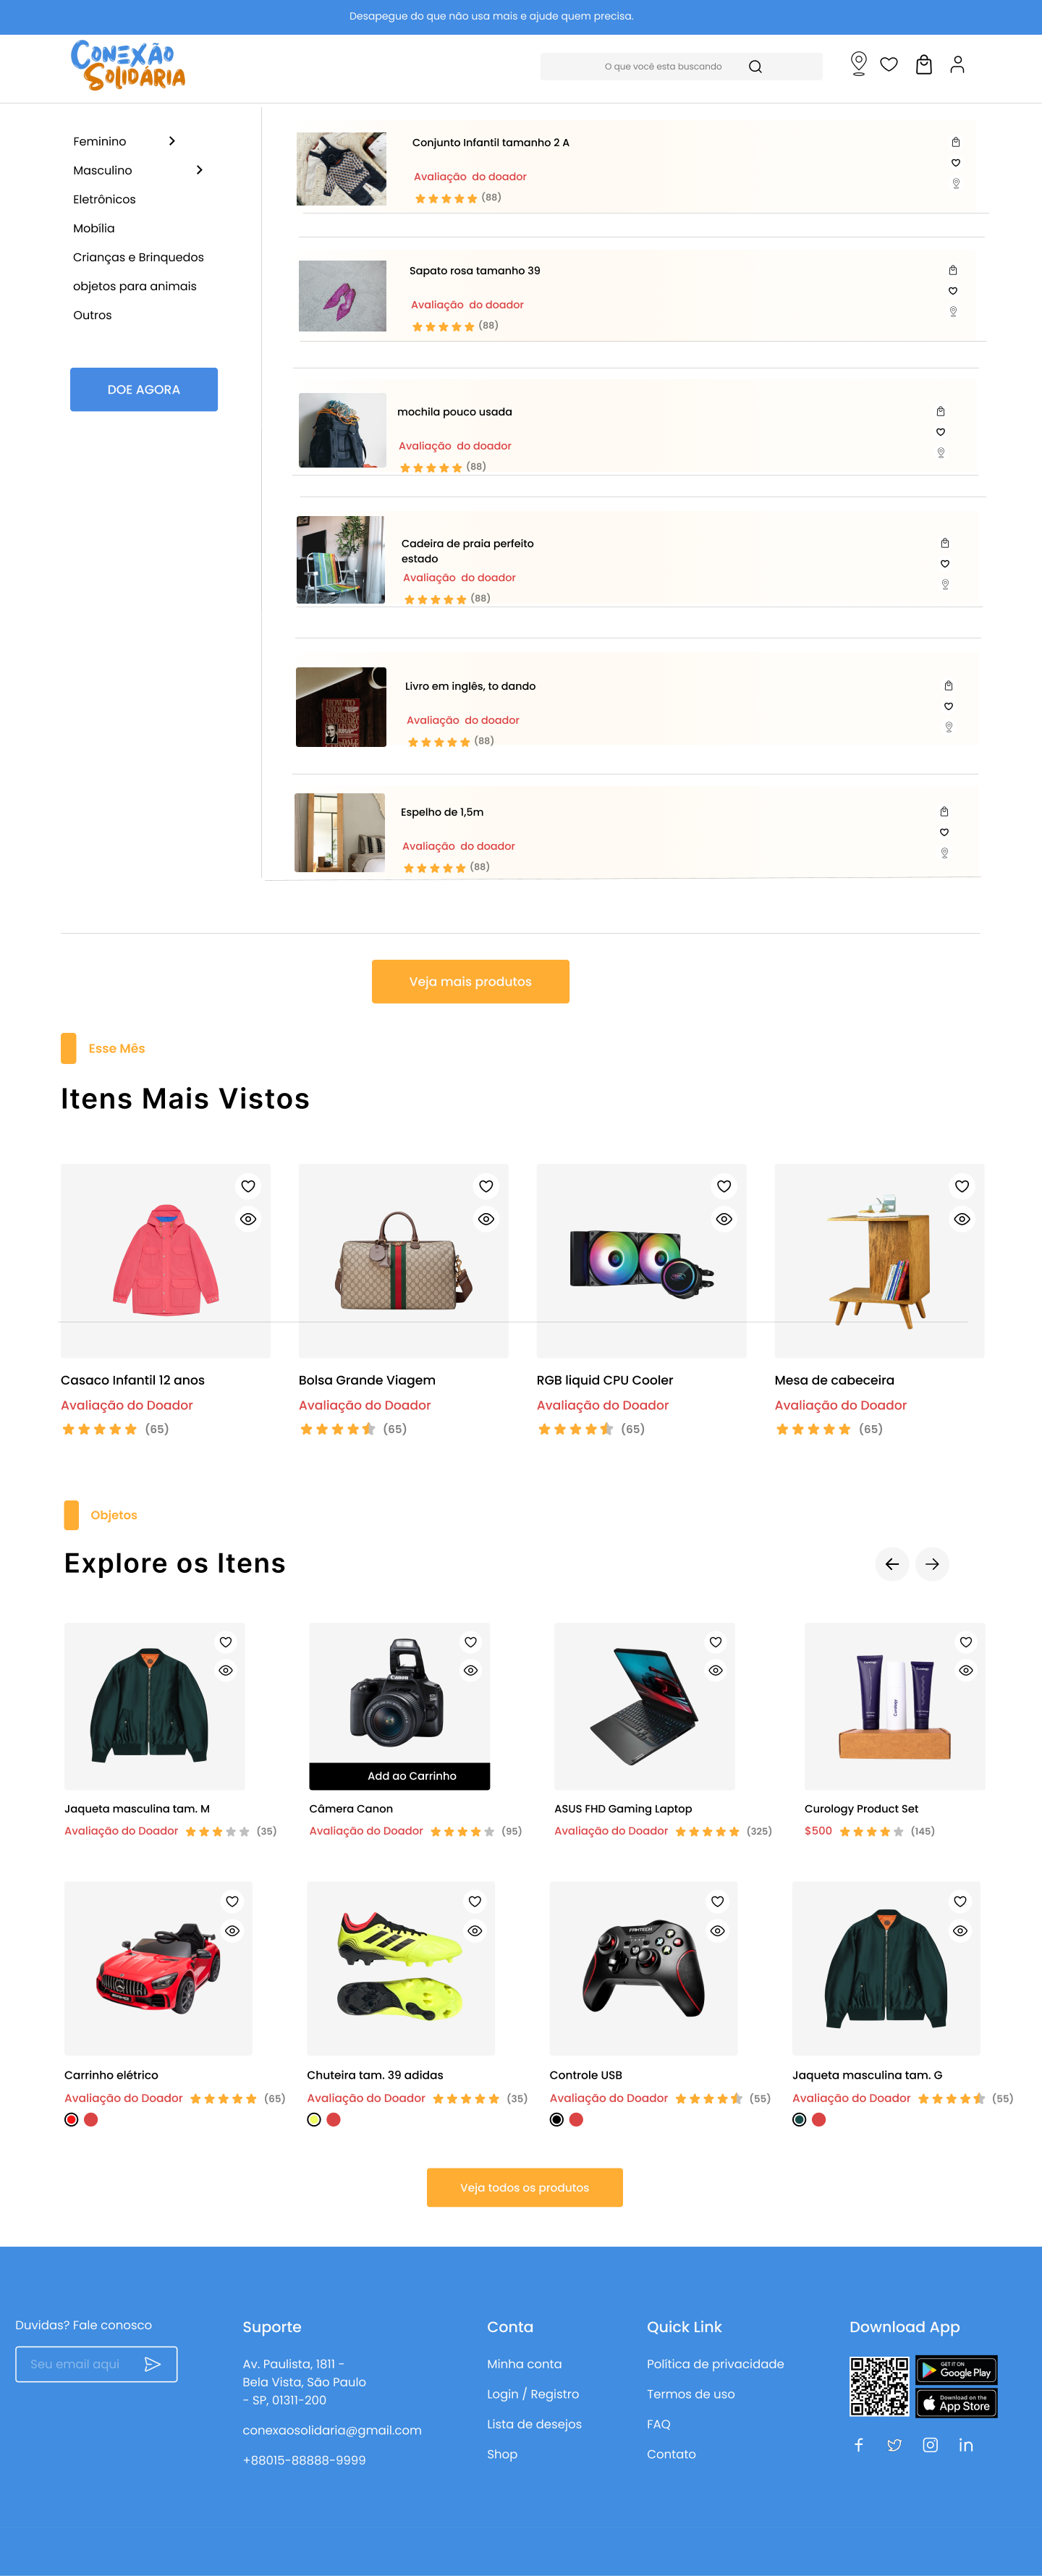 Desapegue do que não usa mais e ajude quem precisa.
CONEXÃO
SOLIDÁRIA
O que você esta buscando
Feminino
Masculino
Eletrônicos
Mobília
Crianças e Brinquedos
objetos para animais
Outros
DOE AGORA
Conjunto Infantil tamanho 2 A
Avaliação do doador
(88)
Sapato rosa tamanho 39
Avaliação do doador
(88)
mochila pouco usada
Avaliação do doador
(88)
Cadeira de praia perfeito
estado
Avaliação do doador
(88)
Livro em inglês, to dando
Avaliação do doador
(88)
Espelho de 1,5m
Avaliação do doador
(88)
Veja mais produtos
Esse Mês
Itens Mais Vistos
Casaco Infantil 12 anos
Avaliação do Doador
(65)
Bolsa Grande Viagem
Avaliação do Doador
(65)
RGB liquid CPU Cooler
Avaliação do Doador
(65)
Mesa de cabeceira
Avaliação do Doador
(65)
Objetos
Explore os Itens
Jaqueta masculina tam. M
Avaliação do Doador (35)
Canon
Add ao Carrinho
Câmera Canon
Avaliação do Doador (95)
ASUS FHD Gaming Laptop
Avaliação do Doador (325)
Curology
Curology
Curology
Curology Product Set
$500 (145)
Carrinho elétrico
Avaliação do Doador (65)
Chuteira tam. 39 adidas
Avaliação do Doador (35)
FANTECH
Controle USB
Avaliação do Doador (55)
Jaqueta masculina tam. G
Avaliação do Doador (55)
Veja todos os produtos
Duvidas? Fale conosco
Seu email aqui
Suporte
Av. Paulista, 1811 -
Bela Vista, São Paulo
- SP, 01311-200
conexaosolidaria@gmail.com
+88015-88888-9999
Conta
Minha conta
Login / Registro
Lista de desejos
Shop
Quick Link
Política de privacidade
Termos de uso
FAQ
Contato
Download App
GET IT ON
Google Play
Download on the
App Store